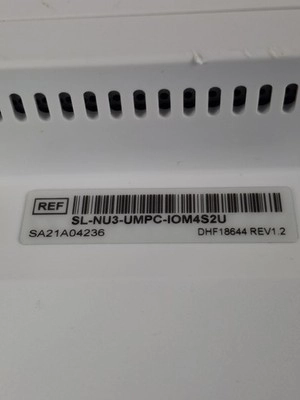 REF
SL-NU3-UMPC-IOM4S2U
SA21A04236 DHF18644 REV1.2